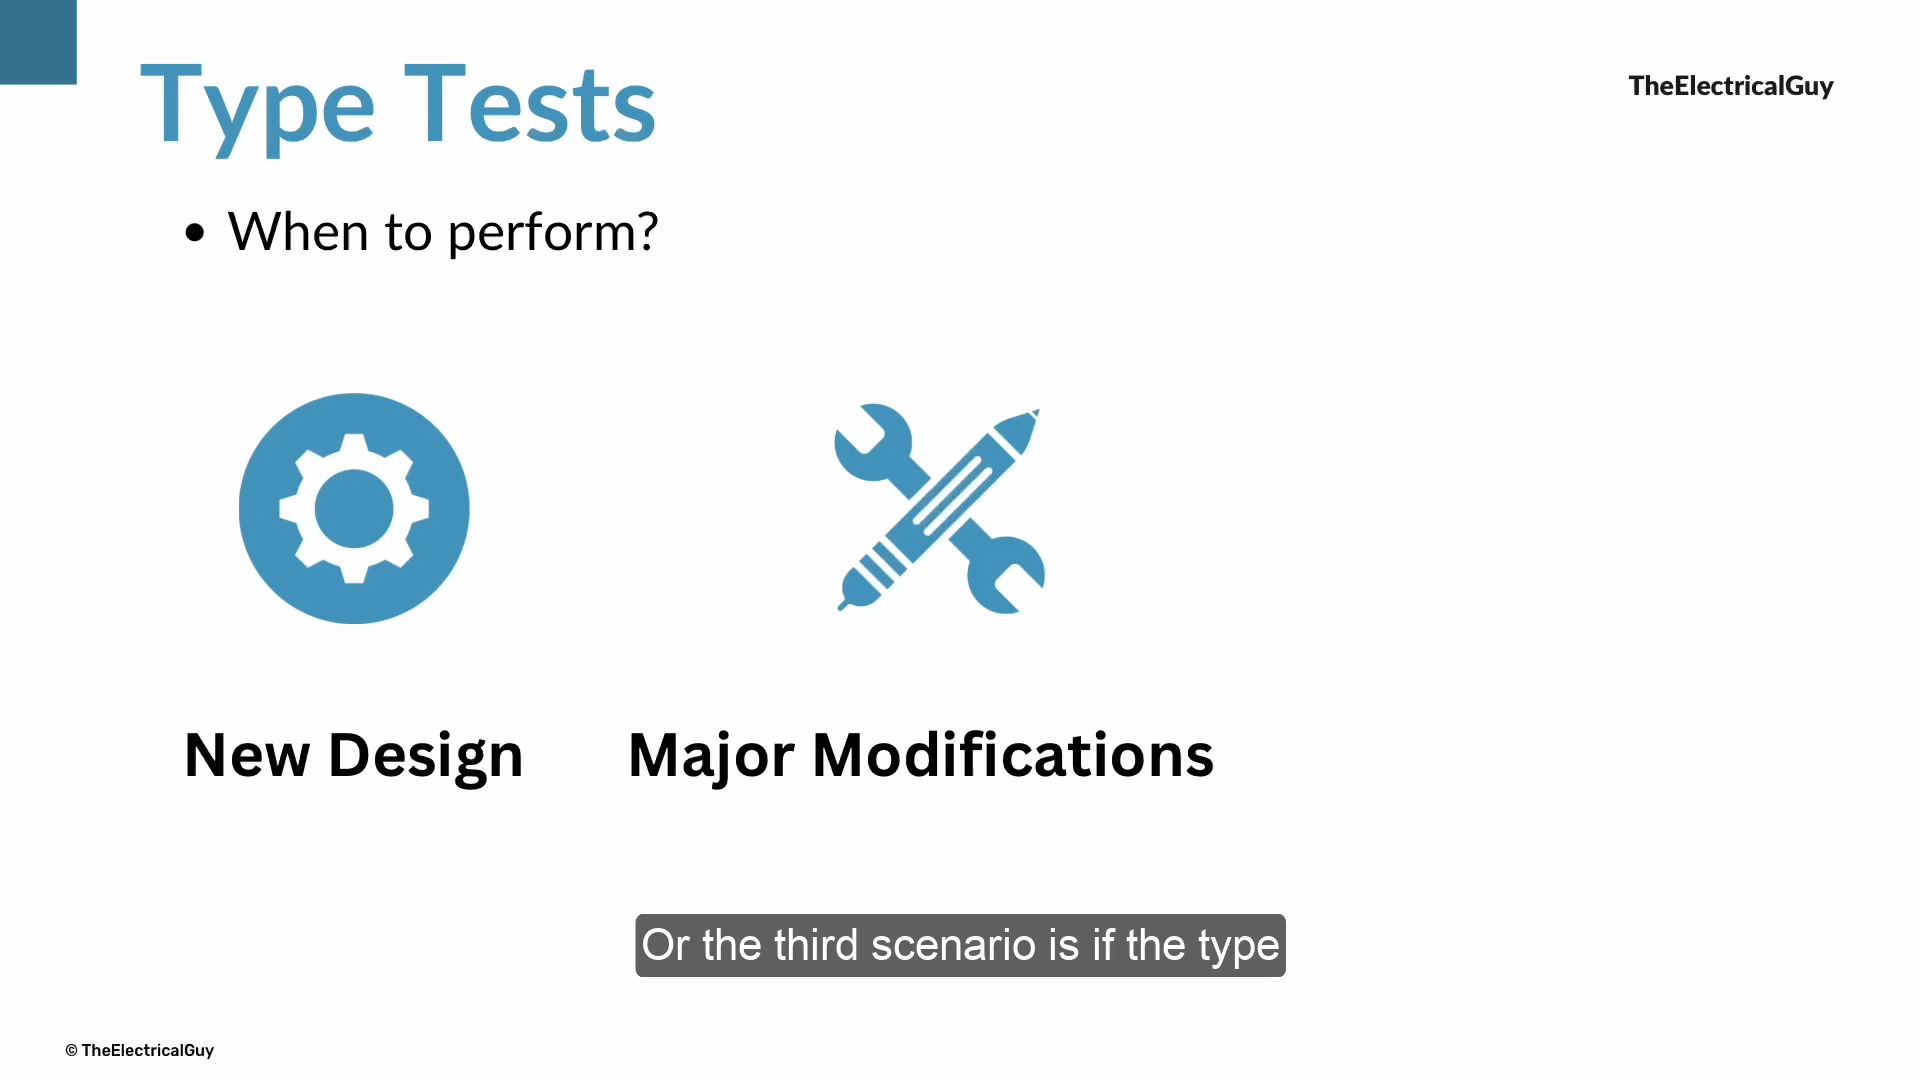 Type Tests
TheElectricalGuy
• When to perform?
New Design
Major Modifications
Or the third scenario is if the type
© TheElectricalGuy